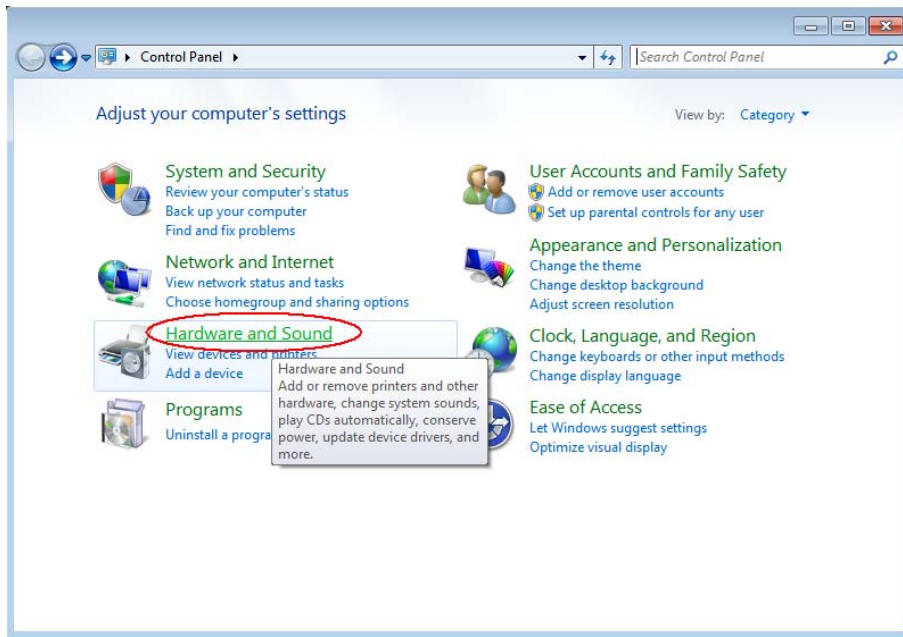 Control Panel
Search Control Panel
Adjust your computer's settings
View by: Category
System and Security
Review your computer's status
Back up your computer
Find and fix problems
Network and Internet
View network status and tasks
Choose homegroup and sharing options
Hardware and Sound
View devices and printers
Add a device
Hardware and Sound
Add or remove printers and other
hardware, change system sounds,
play CDs automatically, conserve
power, update device drivers, and
more.
Programs
Uninstall a progra
User Accounts and Family Safety
Add or remove user accounts
Set up parental controls for any user
Appearance and Personalization
Change the theme
Change desktop background
Adjust screen resolution
Clock, Language, and Region
Change keyboards or other input methods
Change display language
Ease of Access
Let Windows suggest settings
Optimize visual display